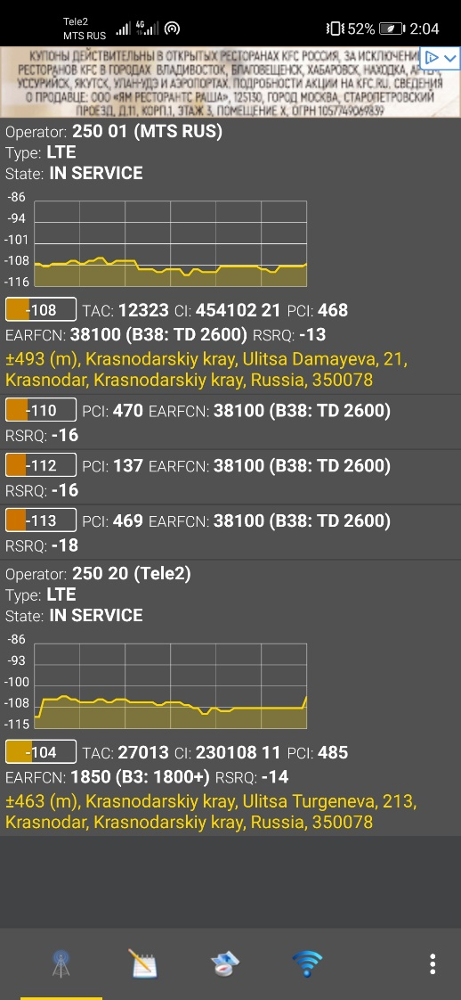 Tele2
MTS RUS
4G
52%
2:04
КУПОНЫ ДЕЙСТВИТЕЛЬНЫ В ОТКРЫТЫХ РЕСТОРАНАХ KFC РОССИЯ, ЗА ИСКЛЮЧЕНИЕ
РЕСТОРАНОВ KFC В ГОРОДАХ ВЛАДИВОСТОК, БЛАГОВЕЩЕНСК, ХАБАРОВСК, НАХОДКА,
УССУРИЙСК, ЯКУТСК, УЛАН-УДЭ И АЭРОПОРТАХ. ПОДРОБНОСТИ АКЦИИ НА KFC.RU. СВЕДЕНИЯ
О ПРОДАВЦЕ: ООО «ЯМ РЕСТОРАНТС РАША», 125130, ГОРОД МОСКВА, СТАРОПЕТРОВСКИЙ
ПРОЕЗД, Д.11, КОРП.1, ЭТАЖ 3, ПОМЕЩЕНИЕ X, ОГРН 1057749069839
Operator: 250 01 (MTS RUS)
Type: LTE
State: IN SERVICE
-86
-94
-101
-108
-116
-108 TAC: 12323 CI: 454102 21 PCI: 468
EARFCN: 38100 (B38: TD 2600) RSRQ: -13
±493 (m), Krasnodarskiy kray, Ulitsa Damayeva, 21,
Krasnodar, Krasnodarskiy kray, Russia, 350078
-110 PCI: 470 EARFCN: 38100 (B38: TD 2600)
RSRQ: -16
-112 PCI: 137 EARFCN: 38100 (B38: TD 2600)
RSRQ: -16
-113 PCI: 469 EARFCN: 38100 (B38: TD 2600)
RSRQ: -18
Operator: 250 20 (Tele2)
Type: LTE
State: IN SERVICE
-86
-93
-100
-108
-115
-104 TAC: 27013 CI: 230108 11 PCI: 485
EARFCN: 1850 (B3: 1800+) RSRQ: -14
±463 (m), Krasnodarskiy kray, Ulitsa Turgeneva, 213,
Krasnodar, Krasnodarskiy kray, Russia, 350078